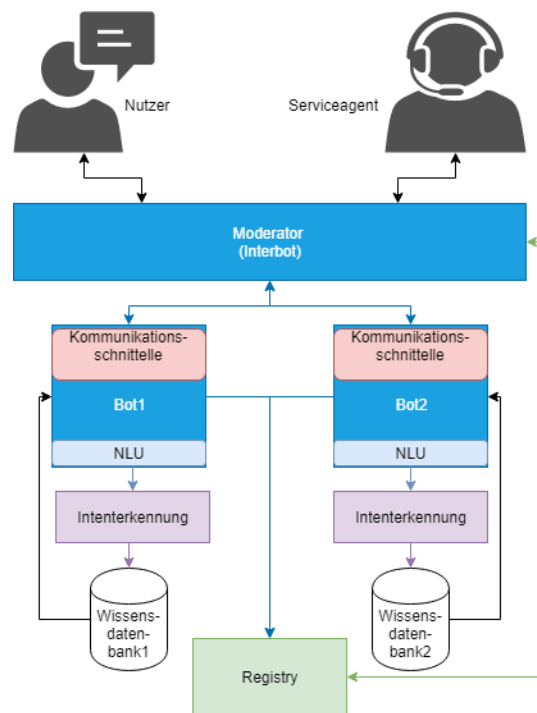 Nutzer
Serviceagent
Moderator
(Interbot)
Kommunikations-
schnittelle
Kommunikations-
schnittelle
Bot1
Bot2
NLU
NLU
Intenterkennung
Intenterkennung
Wissens-
daten-
bank1
Wissens-
daten-
bank2
Registry